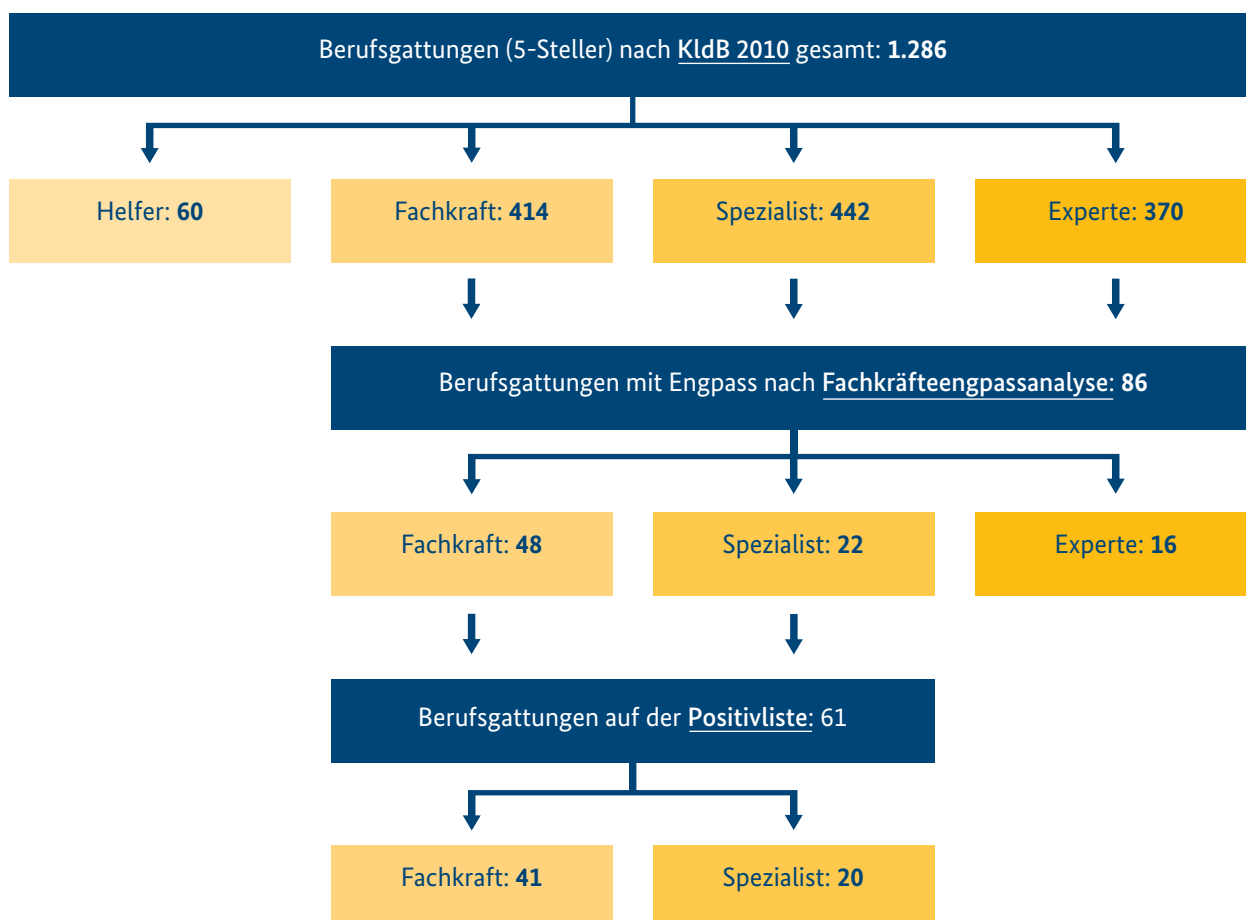 Berufsgattungen (5-Steller) nach KldB 2010 gesamt: 1.286
Helfer: 60
Fachkraft: 414
Spezialist: 442
Experte: 370
Berufsgattungen mit Engpass nach Fachkräfteengpassanalyse: 86
Fachkraft: 48
Spezialist: 22
Experte: 16
Berufsgattungen auf der Positivliste: 61
Fachkraft: 41
Spezialist: 20